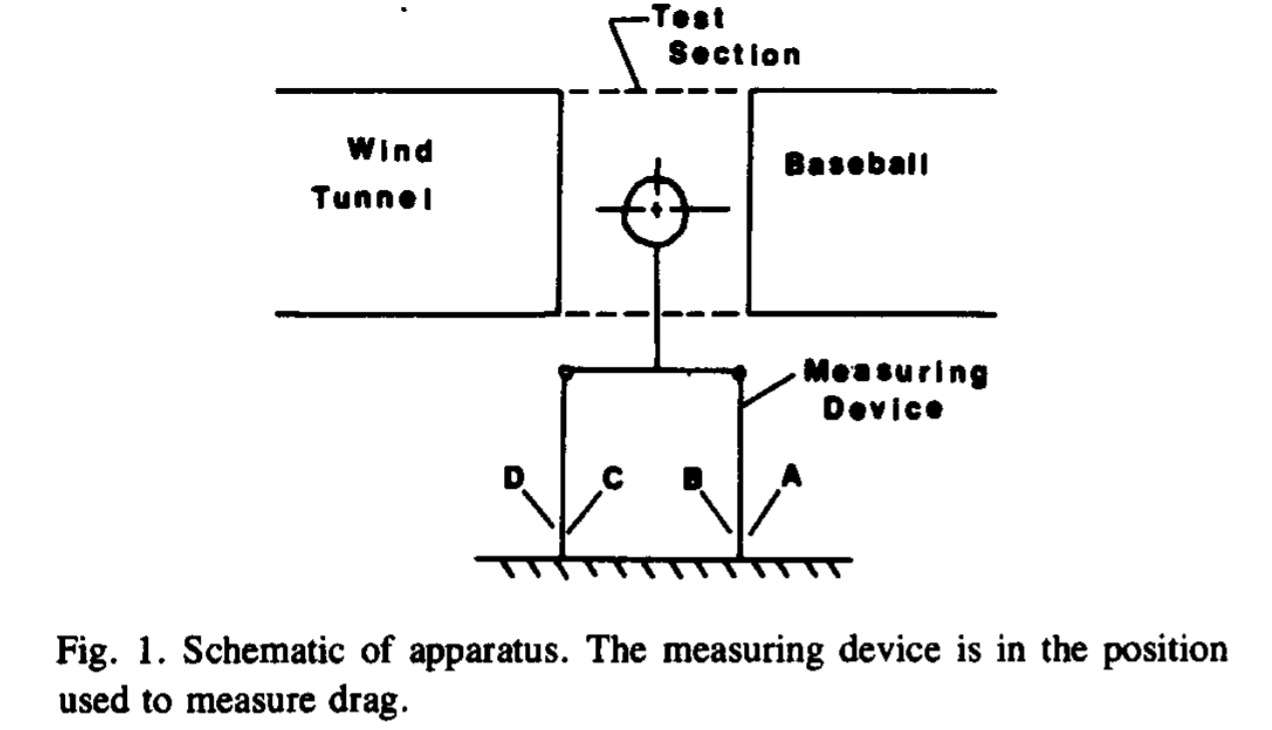 Test
Section
Wind
Tunnel
Baseball
Measuring
Device
D
C
B
A
Fig. 1. Schematic of apparatus. The measuring device is in the position
used to measure drag.